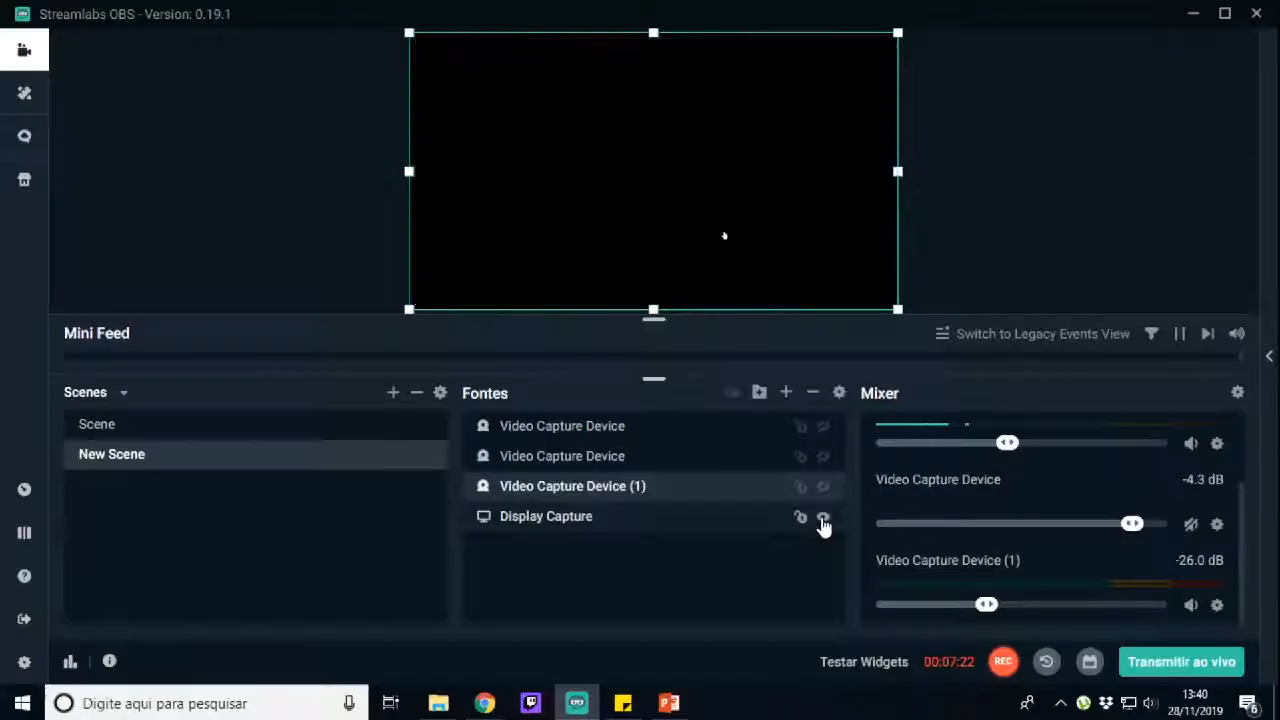 Streamlabs OBS - Version: 0.19.1
Mini Feed
Switch to Legacy Events View
Scenes
Fontes
Mixer
Scene
New Scene
Video Capture Device
Video Capture Device
Video Capture Device (1)
Display Capture
Video Capture Device -4.3 dB
Video Capture Device (1) -26.0 dB
Testar Widgets 00:07:22 REC Transmitir ao vivo
Digite aqui para pesquisar
13:40
28/11/2019
6